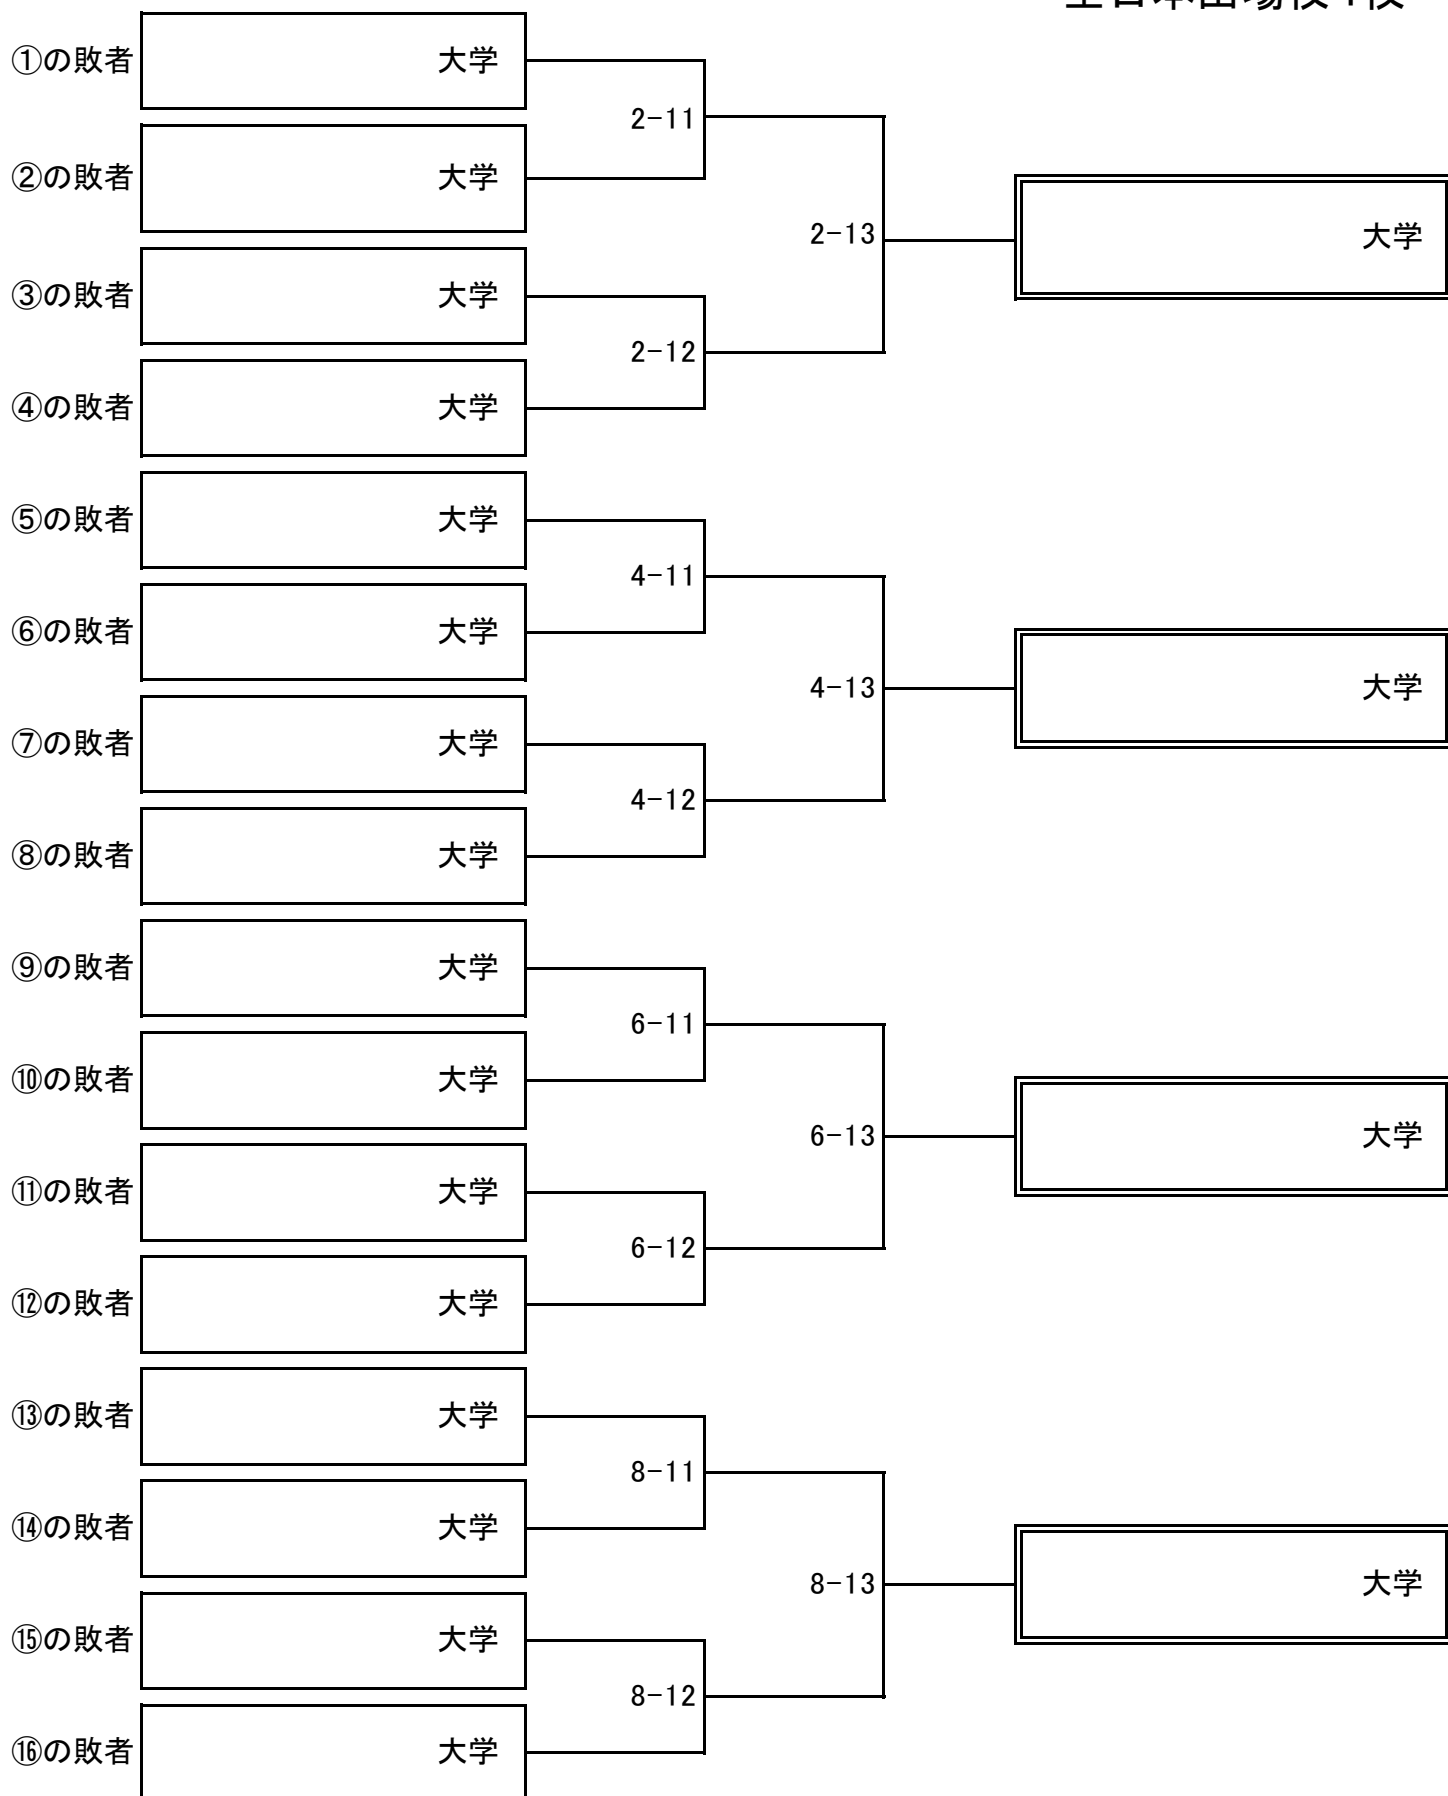 ①の敗者 大学
2-11
②の敗者 大学
2-13 大学
③の敗者 大学
2-12
④の敗者 大学
⑤の敗者 大学
4-11
⑥の敗者 大学
4-13 大学
⑦の敗者 大学
4-12
⑧の敗者 大学
⑨の敗者 大学
6-11
⑩の敗者 大学
6-13 大学
⑪の敗者 大学
6-12
⑫の敗者 大学
⑬の敗者 大学
8-11
⑭の敗者 大学
8-13 大学
⑮の敗者 大学
8-12
⑯の敗者 大学